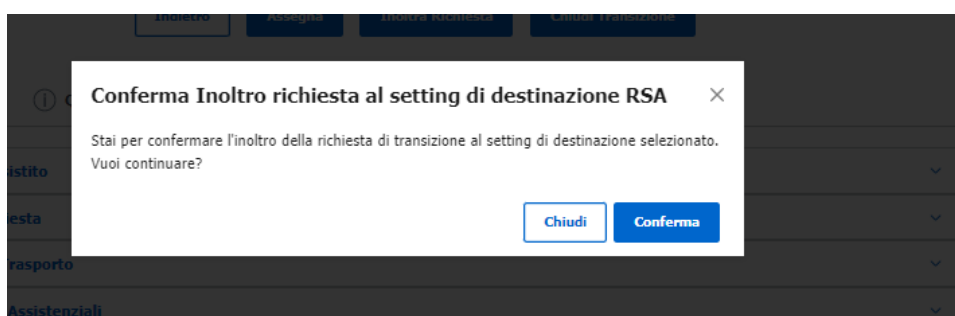 Indietro Assegna Inoltra Richiesta Chiudi Transizione
Conferma Inoltro richiesta al setting di destinazione RSA
Stai per confermare l'inoltro della richiesta di transizione al setting di destinazione selezionato.
Vuoi continuare?
istito
Chiudi Conferma
esta
rasporto
Assistenziali